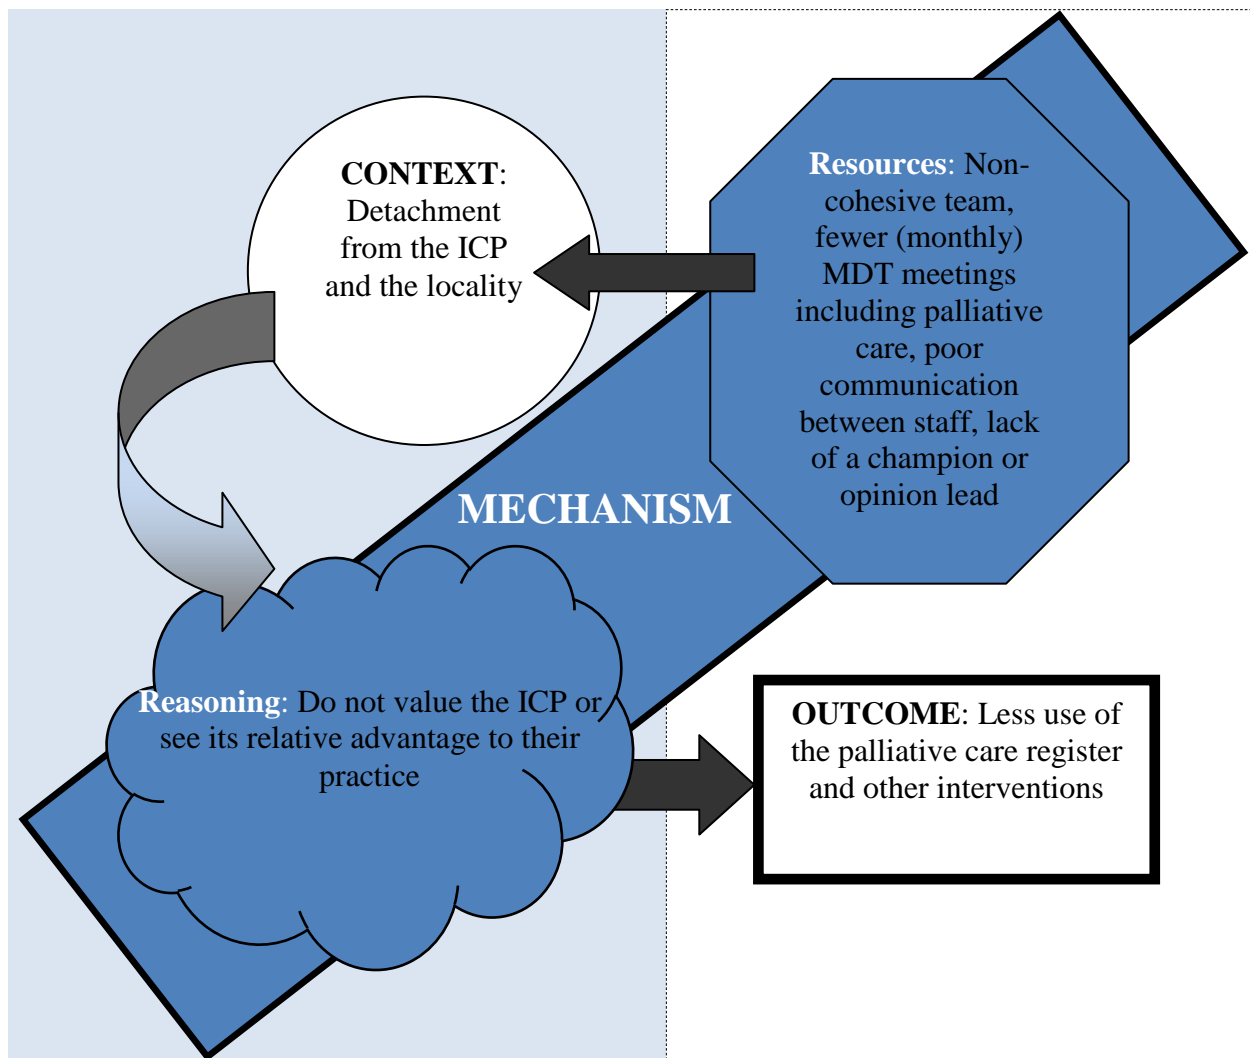 CONTEXT:
Detachment
from the ICP
and the locality
Resources: Non-
cohesive team,
fewer (monthly)
MDT meetings
including palliative
care, poor
communication
between staff, lack
of a champion or
opinion lead
MECHANISM
Reasoning: Do not value the ICP or
see its relative advantage to their
practice
OUTCOME: Less use of
the palliative care register
and other interventions